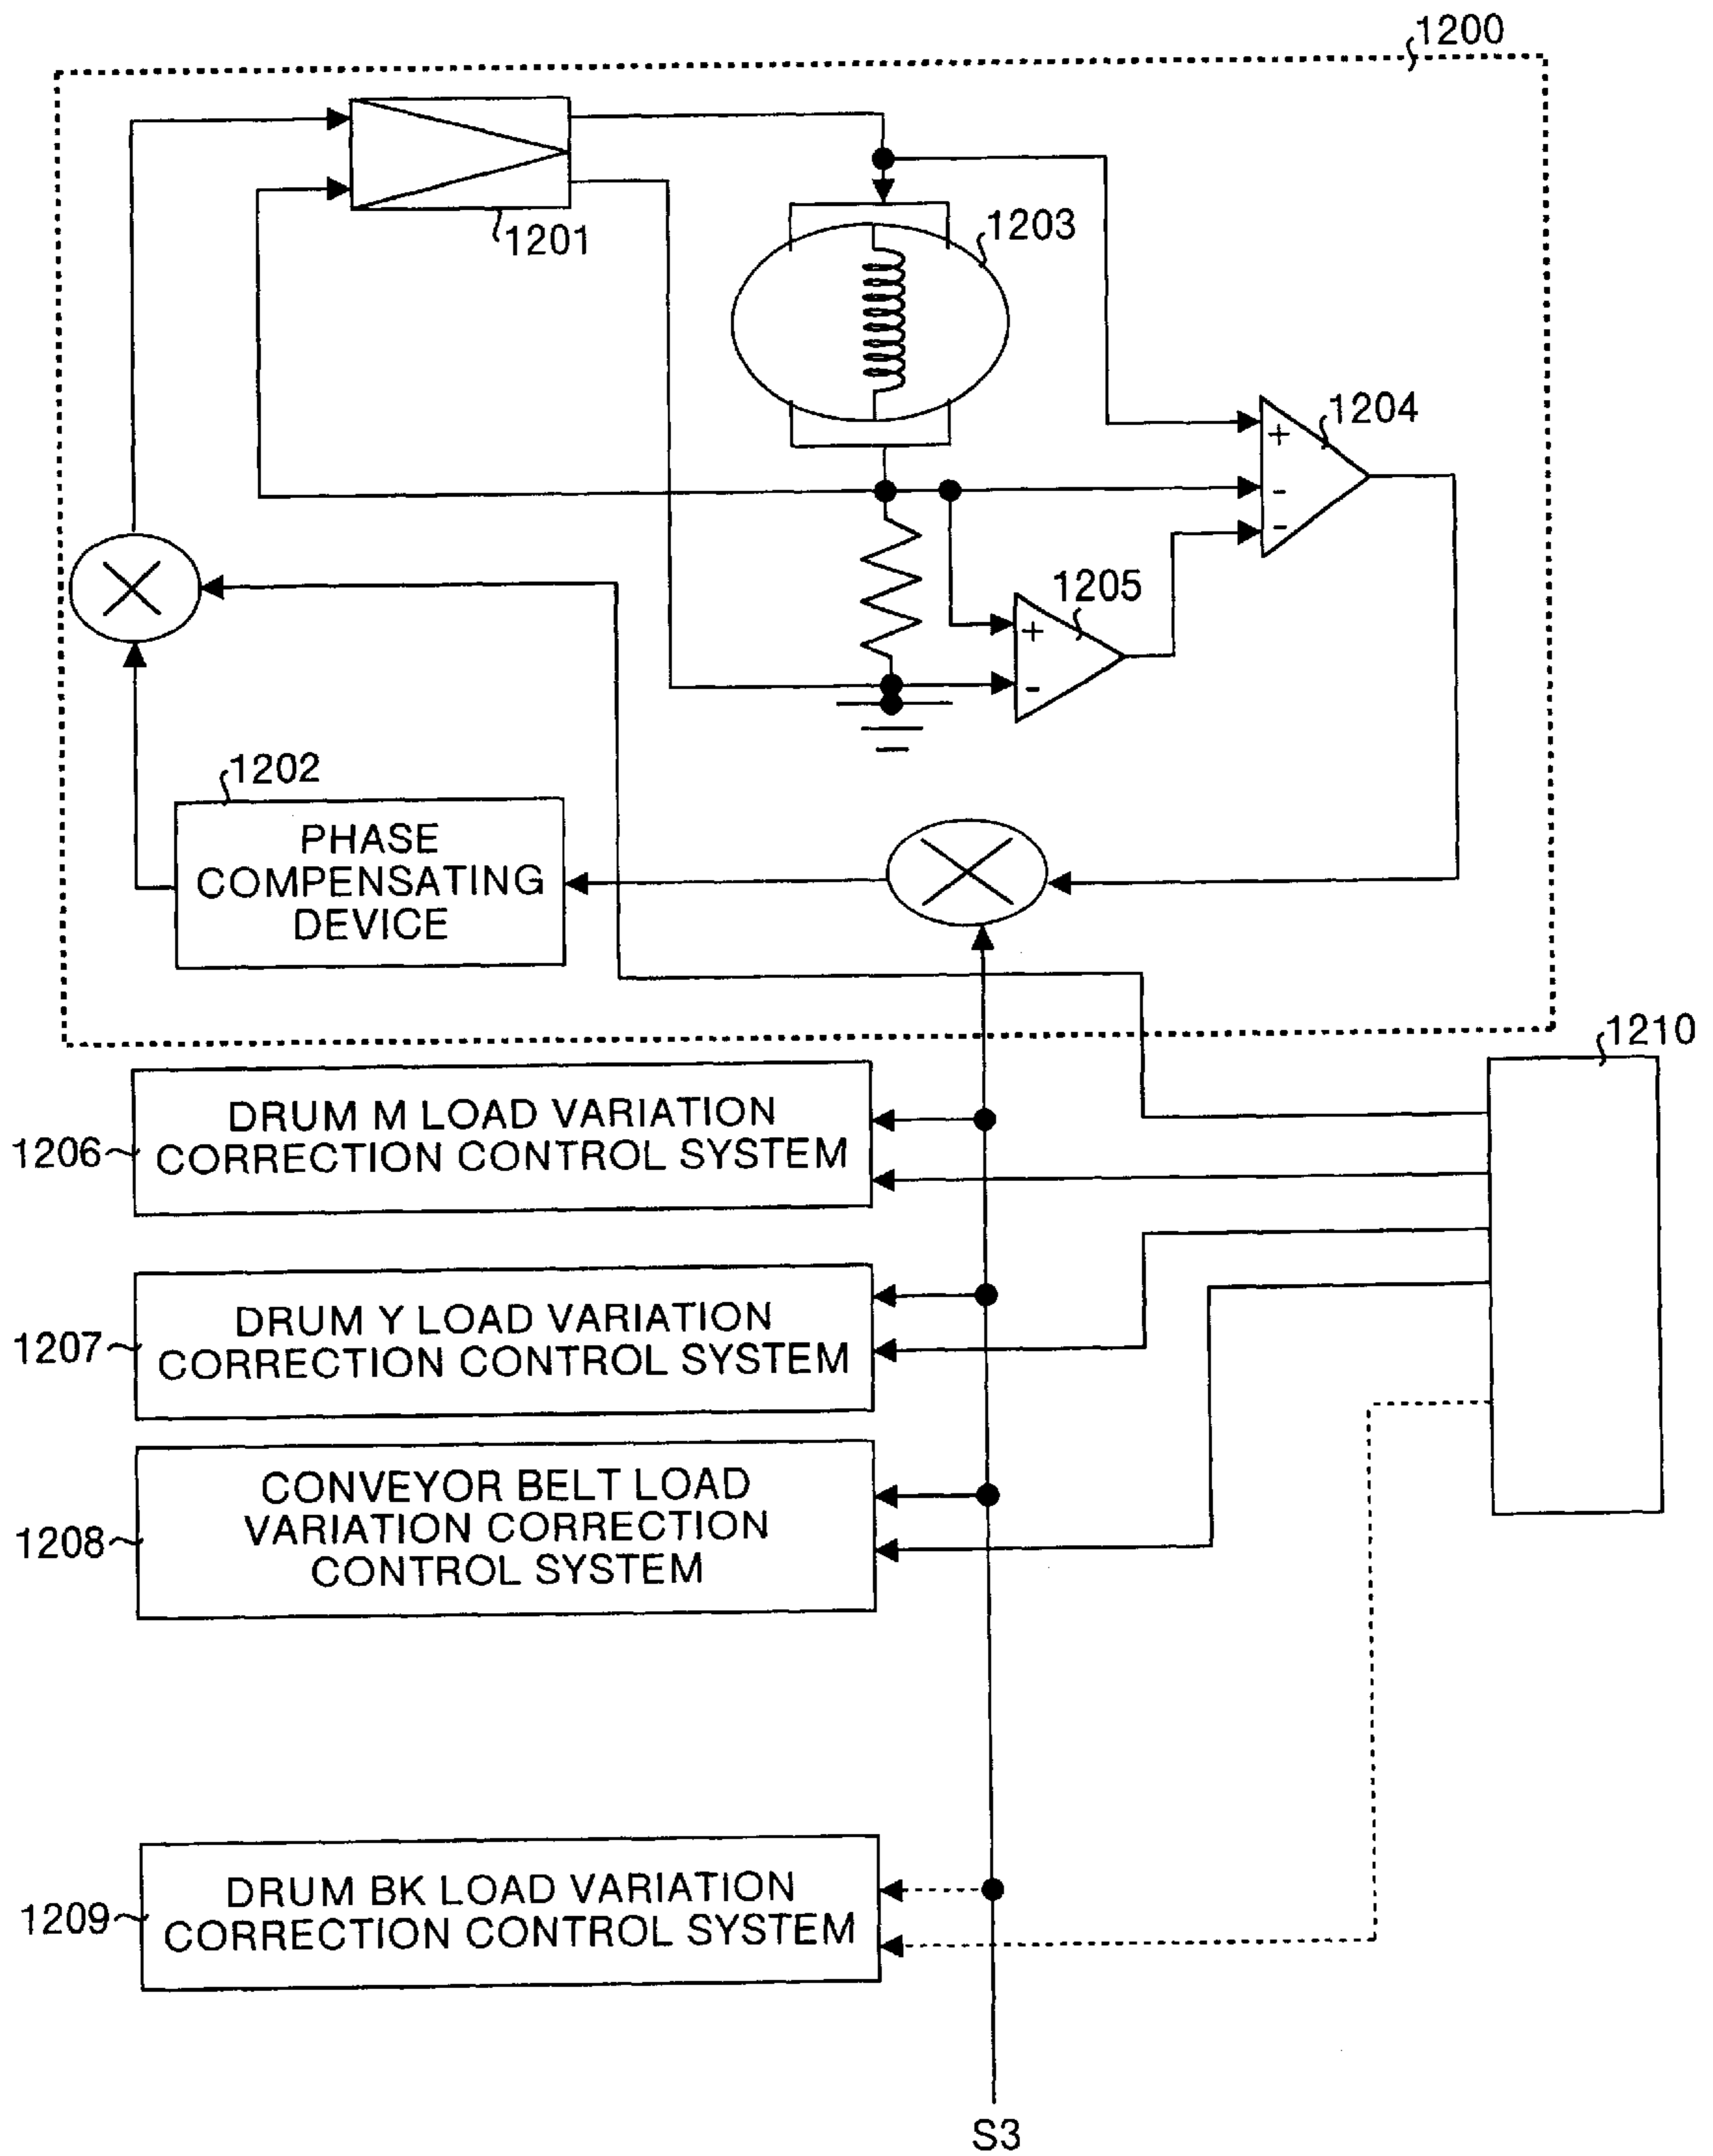 1200
1201
1203
1204
+
-
-
1205
+
-
1202
PHASE
COMPENSATING
DEVICE
1210
DRUM M LOAD VARIATION
1206
CORRECTION CONTROL SYSTEM
DRUM Y LOAD VARIATION
1207
CORRECTION CONTROL SYSTEM
CONVEYOR BELT LOAD
1208
VARIATION CORRECTION
CONTROL SYSTEM
DRUM BK LOAD VARIATION
1209
CORRECTION CONTROL SYSTEM
S3